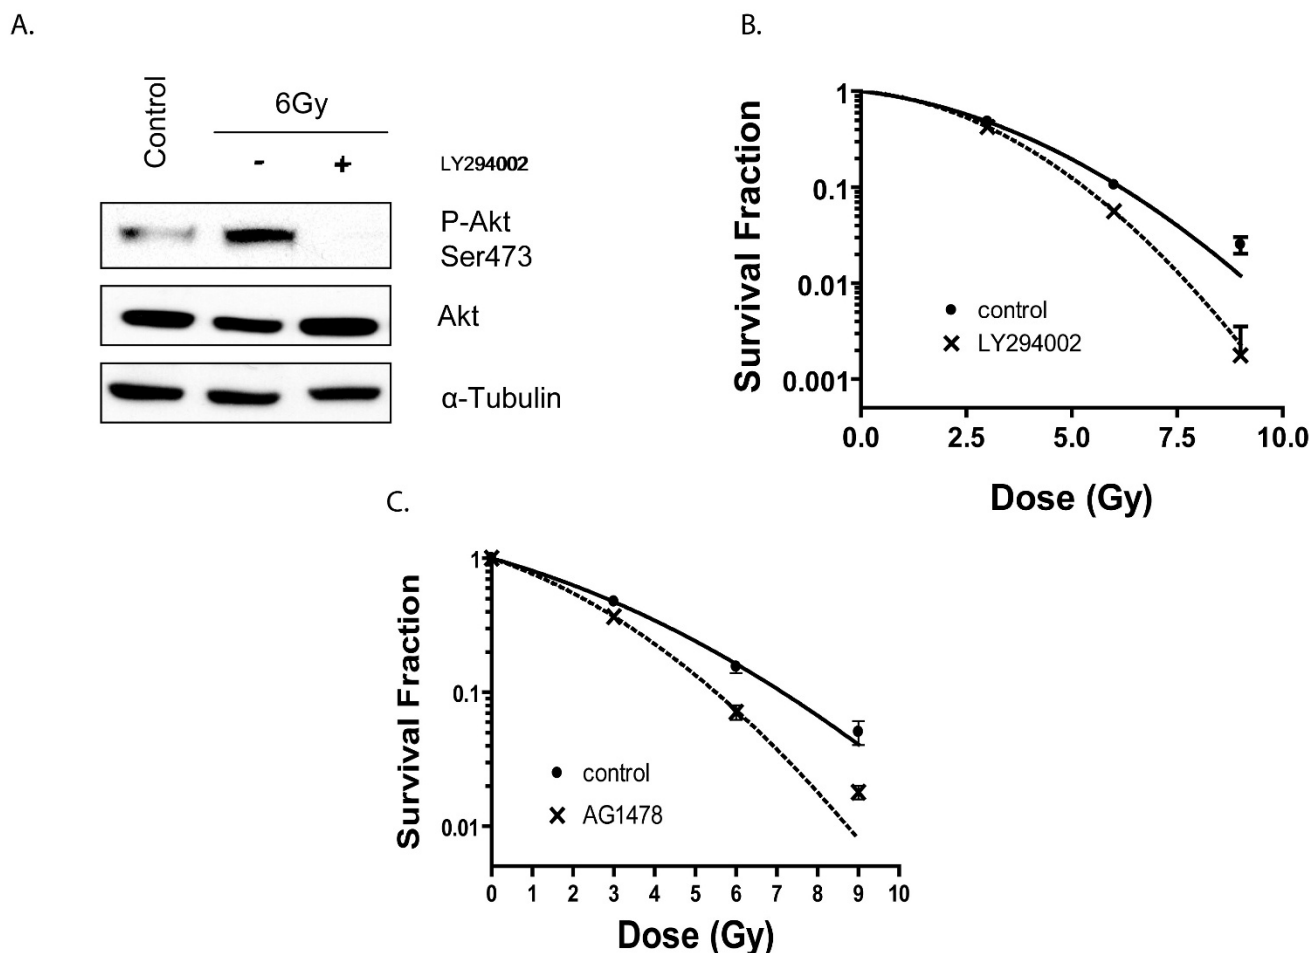 A.
Control
6Gy
- +
LY294002
P-Akt
Ser473
Akt
α-Tubulin
B.
Survival Fraction
1
0.1
0.01
0.001
control
LY294002
0.0 2.5 5.0 7.5 10.0
Dose (Gy)
C.
Survival Fraction
1
0.1
0.01
control
AG1478
0 1 2 3 4 5 6 7 8 9 10
Dose (Gy)